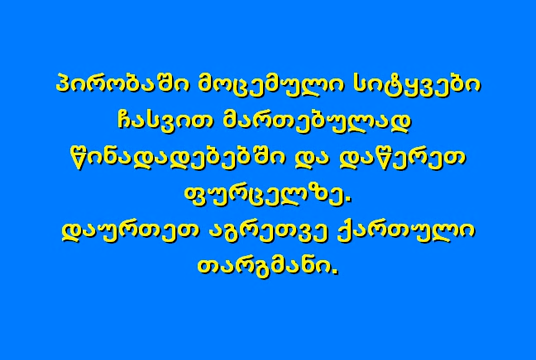 პირობაში მოცემული სიტყვები
ჩასვით მართებულად
წინადადებებში და დაწერეთ
ფურცელზე.
დაურთეთ აგრეთვე ქართული
თარგმანი.